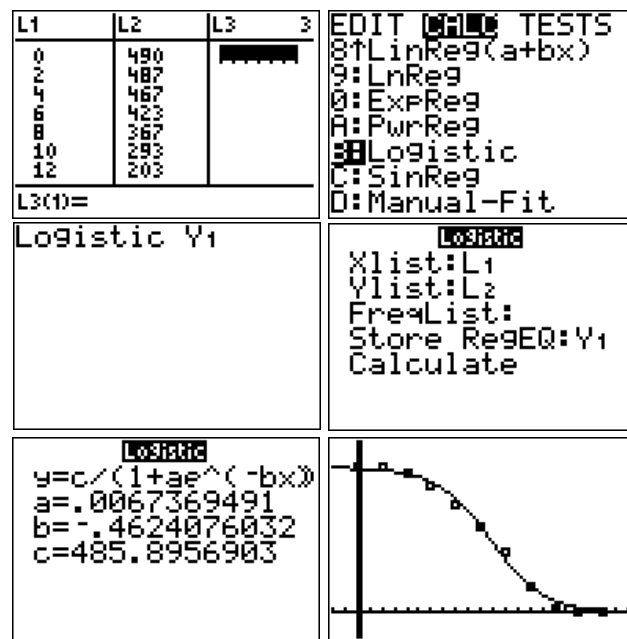 L1 L2 L3 3
0 490
2 487
4 467
6 423
8 367
10 293
12 203
L3(1)=
EDIT CALC TESTS
8↑LinReg(a+bx)
9:LnReg
0:ExpReg
A:PwrReg
B:Logistic
C:SinReg
D:Manual-Fit
Logistic Y₁
Logistic
Xlist:L₁
Ylist:L₂
FreqList:
Store RegEQ:Y₁
Calculate
Logistic
y=c/(1+ae^(-bx))
a=.0067369491
b=-.4624076032
c=485.8956903